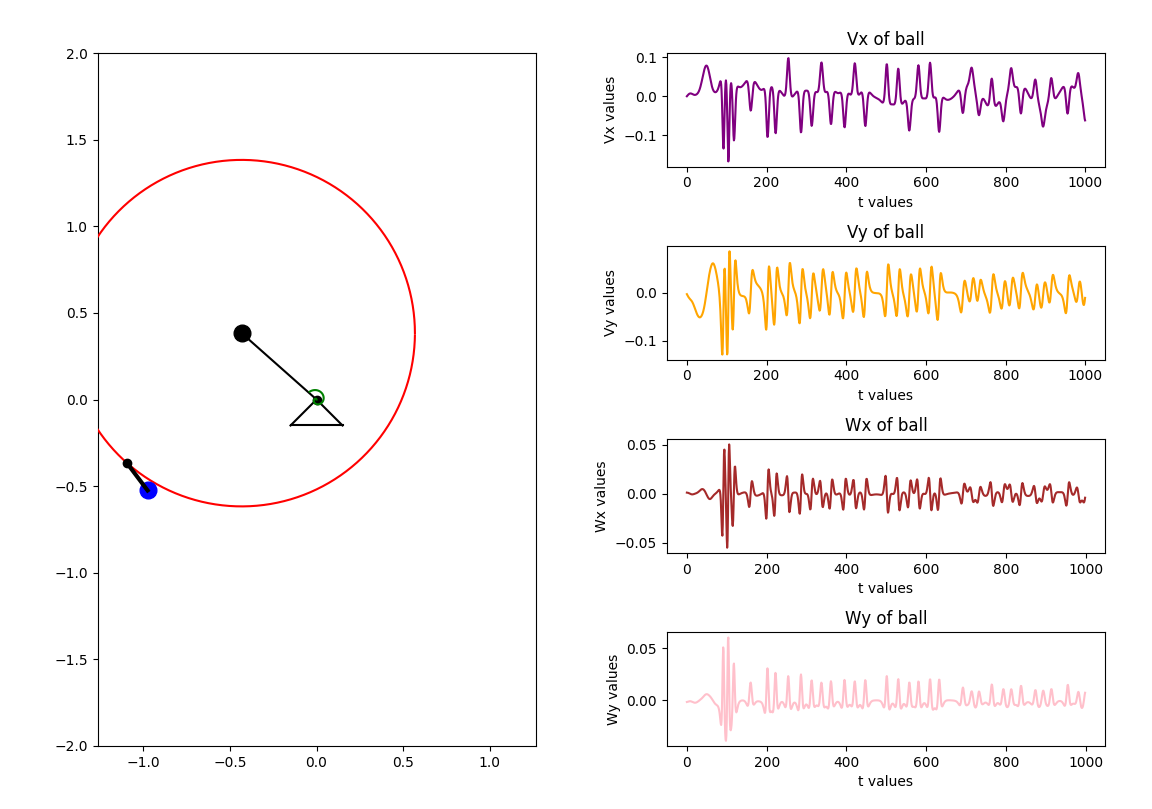 2.0
1.5
1.0
0.5
0.0
−0.5
−1.0
−1.5
−2.0
−1.0 −0.5 0.0 0.5 1.0
Vx of ball
Vx values
0.1
0.0
−0.1
0 200 400 600 800 1000
t values
Vy of ball
Vy values
0.0
−0.1
0 200 400 600 800 1000
t values
Wx of ball
Wx values
0.05
0.00
−0.05
0 200 400 600 800 1000
t values
Wy of ball
Wy values
0.05
0.00
0 200 400 600 800 1000
t values